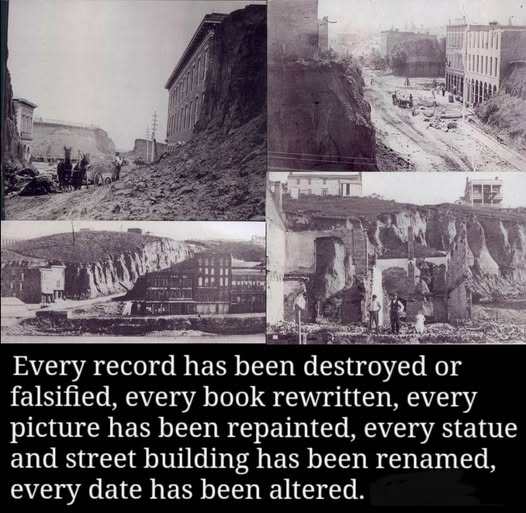 Every record has been destroyed or
falsified, every book rewritten, every
picture has been repainted, every statue
and street building has been renamed,
every date has been altered.